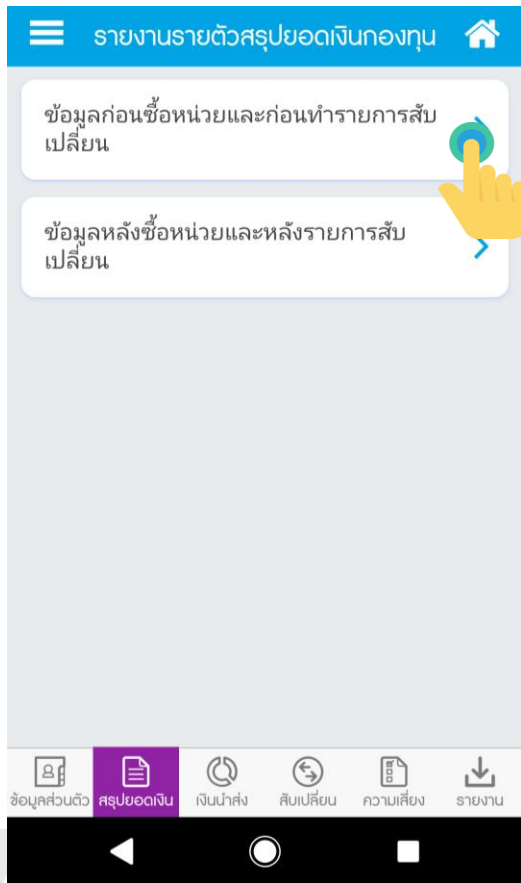 รายงานรายตัวสรุปยอดเงินกองทุน
ข้อมูลก่อนซื้อหน่วยและก่อนทำรายการสับ
เปลี่ยน
ข้อมูลหลังซื้อหน่วยและหลังรายการสับ
เปลี่ยน
ข้อมูลส่วนตัว สรุปยอดเงิน เงินนำส่ง สับเปลี่ยน ความเสี่ยง รายงาน